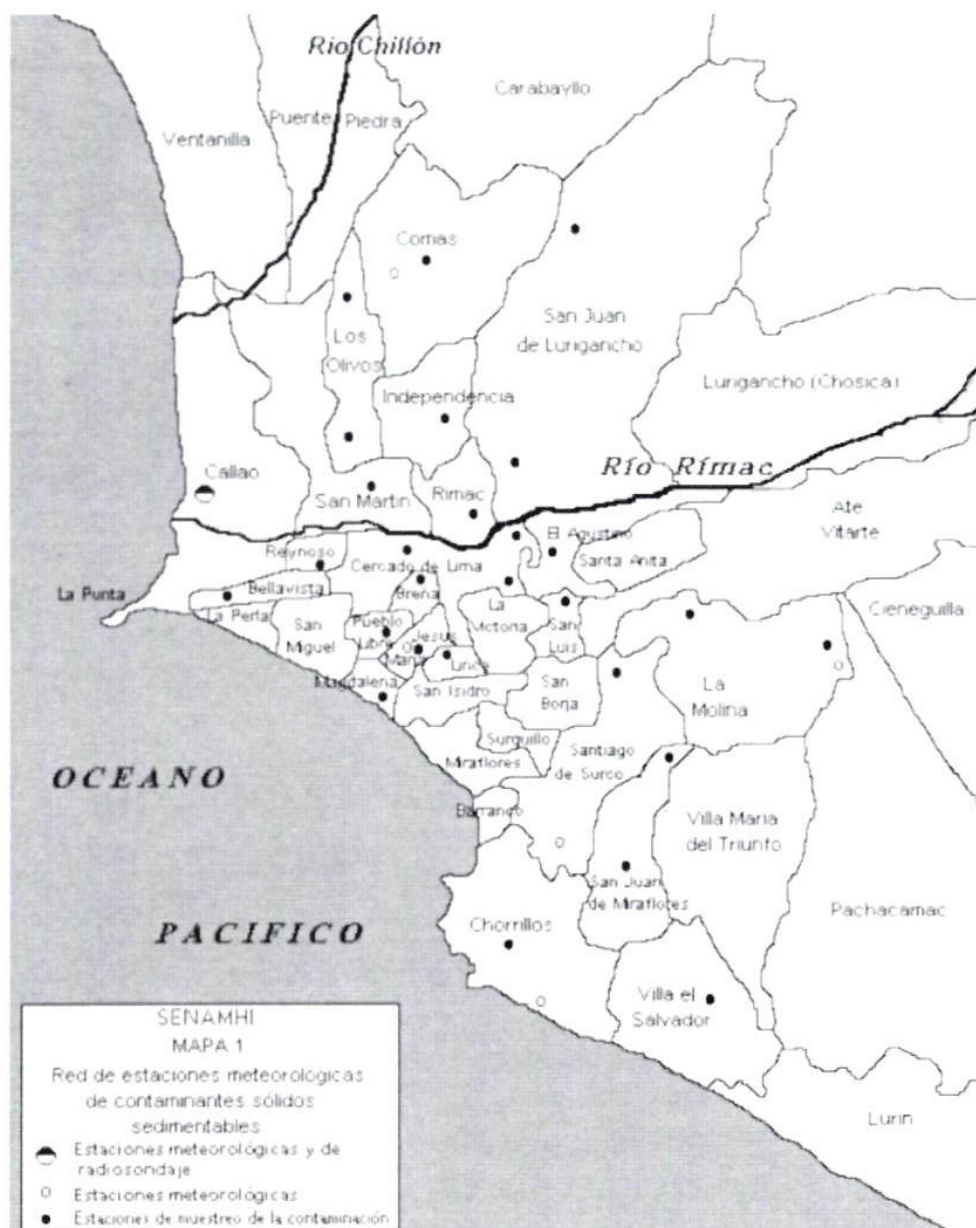 Río Chillón
Carabayllo
Puente Piedra
Ventanilla
Comas
San Juan
de Lurigancho
Los
Olivos
Lurigancho (Chosica)
Independencia
Río Rímac
Callao
San Martin
Rimac
Ate
Vitarte
El Agustino
Santa Anita
Reynoso
Cercado de Lima
La Punta
Bellavista
Breña
La Perla
La
Victoria
Cieneguilla
San
Miguel
Pueblo
Libre
Jesus
Maria
San
Luis
Lince
Magdalena
San Isidro
San
Borja
La
Molina
Surquillo
Miraflores
Santiago
de Surco
OCEANO
Barranco
Villa Maria
del Triunfo
San Juan
de Miraflores
Pachacamac
PACIFICO
Chorrillos
Villa el
Salvador
Lurin
SENAMHI
MAPA 1
Red de estaciones meteorológicas
de contaminantes sólidos
sedimentables
Estaciones meteorológicas y de
radiosondaje
Estaciones meteorológicas
Estaciones de muestreo de la contaminación